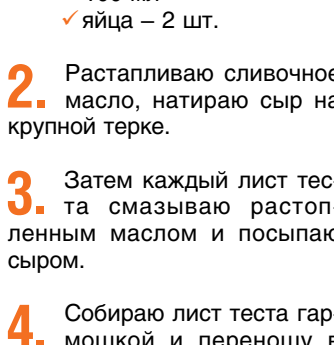 ✓ яйца – 2 шт.
2. Растапливаю сливочное
масло, натираю сыр на
крупной терке.
3. Затем каждый лист тес-
та смазываю растоп-
ленным маслом и посыпаю
сыром.
4. Собираю лист теста гар-
мошкой и переношу в